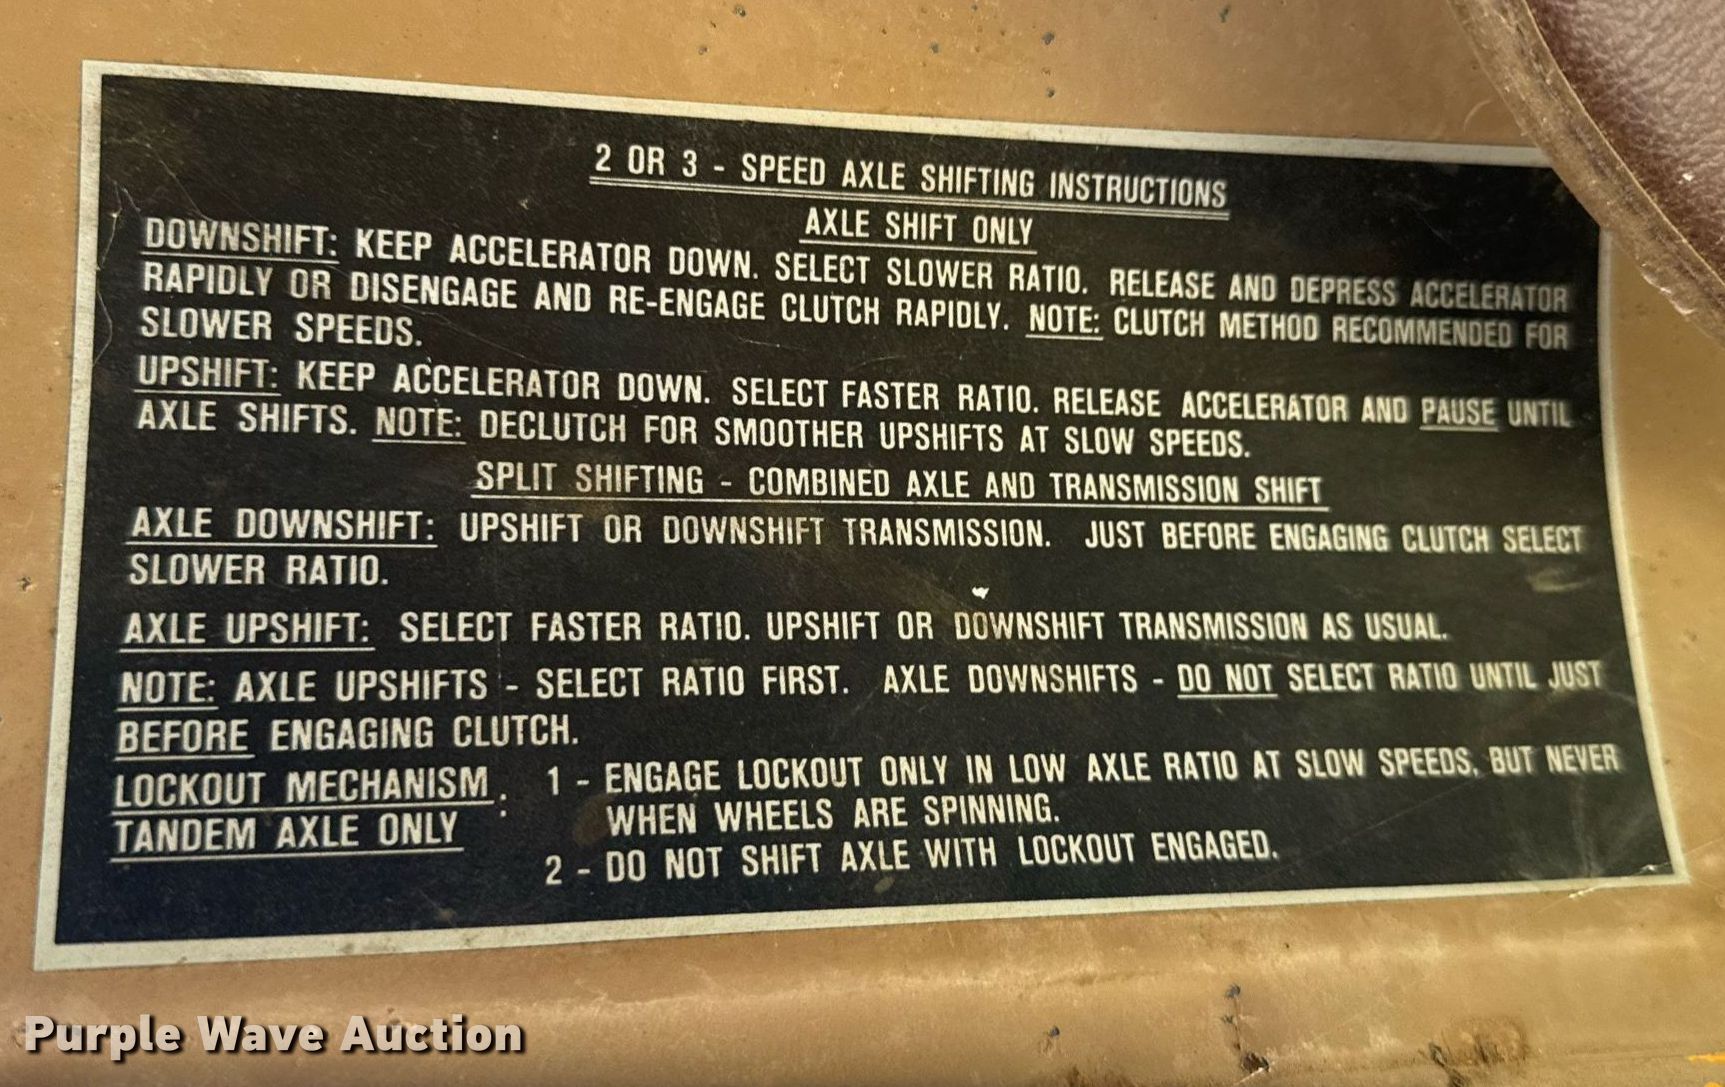 2 OR 3 - SPEED AXLE SHIFTING INSTRUCTIONS
AXLE SHIFT ONLY
DOWNSHIFT: KEEP ACCELERATOR DOWN. SELECT SLOWER RATIO. RELEASE AND DEPRESS ACCELERATOR
RAPIDLY OR DISENGAGE AND RE-ENGAGE CLUTCH RAPIDLY. NOTE: CLUTCH METHOD RECOMMENDED FOR
SLOWER SPEEDS.
UPSHIFT: KEEP ACCELERATOR DOWN. SELECT FASTER RATIO. RELEASE ACCELERATOR AND PAUSE UNTIL
AXLE SHIFTS. NOTE: DECLUTCH FOR SMOOTHER UPSHIFTS AT SLOW SPEEDS.
SPLIT SHIFTING - COMBINED AXLE AND TRANSMISSION SHIFT
AXLE DOWNSHIFT: UPSHIFT OR DOWNSHIFT TRANSMISSION. JUST BEFORE ENGAGING CLUTCH SELECT
SLOWER RATIO.
AXLE UPSHIFT: SELECT FASTER RATIO. UPSHIFT OR DOWNSHIFT TRANSMISSION AS USUAL.
NOTE: AXLE UPSHIFTS - SELECT RATIO FIRST. AXLE DOWNSHIFTS - DO NOT SELECT RATIO UNTIL JUST
BEFORE ENGAGING CLUTCH.
LOCKOUT MECHANISM : 1 - ENGAGE LOCKOUT ONLY IN LOW AXLE RATIO AT SLOW SPEEDS, BUT NEVER
WHEN WHEELS ARE SPINNING.
TANDEM AXLE ONLY
2 - DO NOT SHIFT AXLE WITH LOCKOUT ENGAGED.
Purple Wave Auction